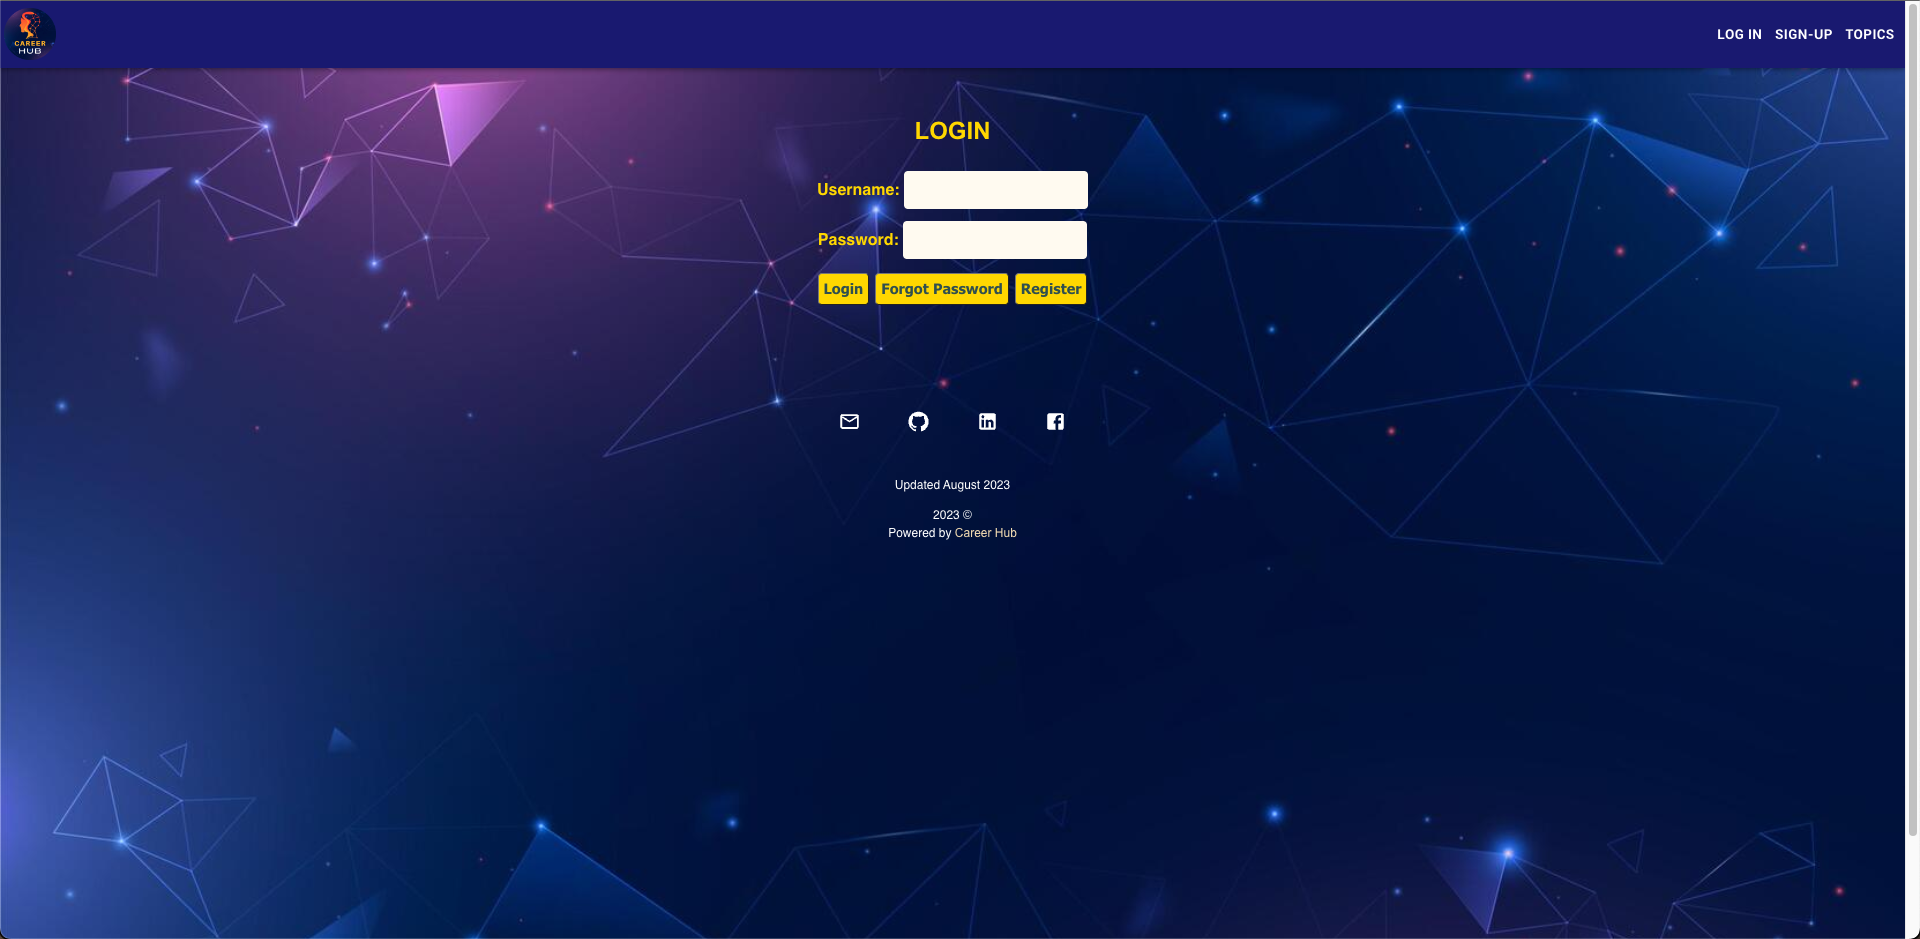 CAREER
HUB
LOG IN SIGN-UP TOPICS
LOGIN
Username:
Password:
Login Forgot Password Register
Updated August 2023
2023 ©
Powered by Career Hub